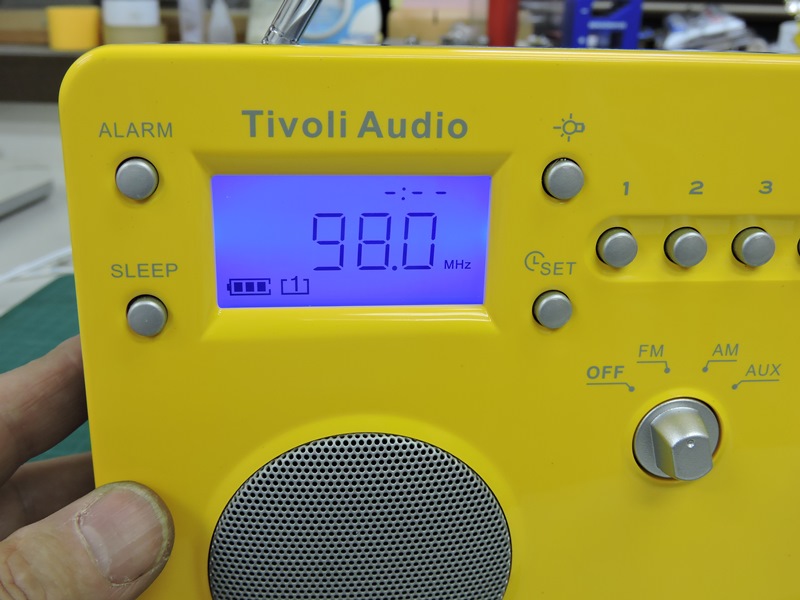 ALARM
Tivoli Audio
1 2 3
-:--
98.0 MHz
[1]
SLEEP
SET
OFF FM AM AUX